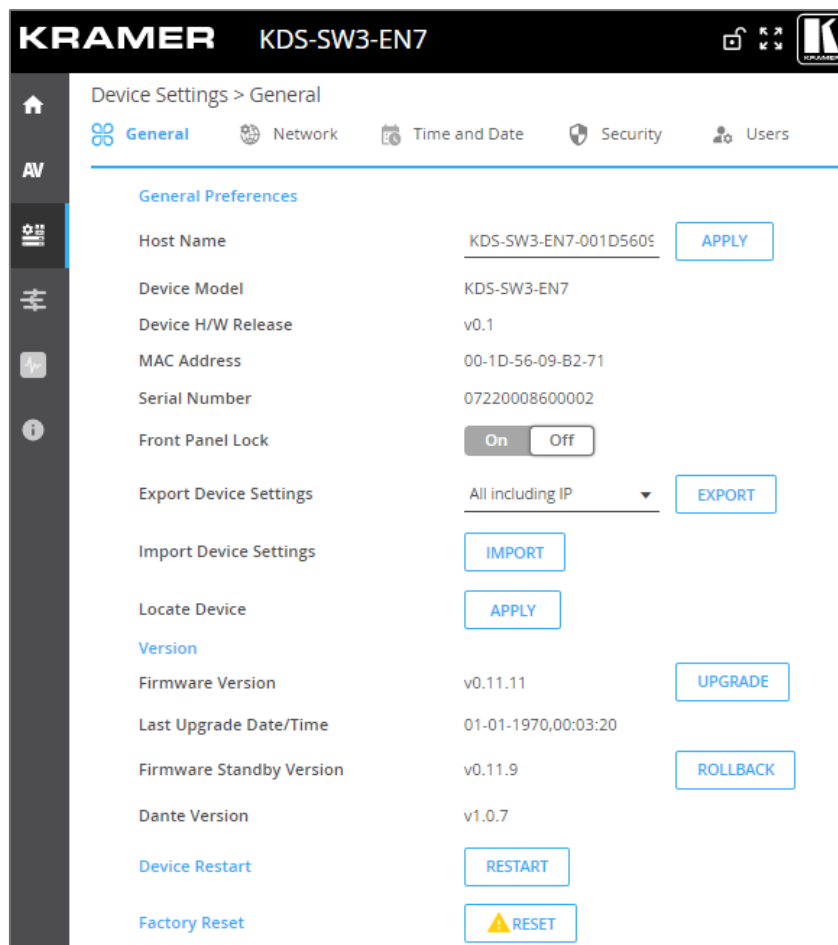 KRAMER KDS-SW3-EN7
KRAMER
Device Settings > General
General Network Time and Date Security Users
AV
General Preferences
Host Name KDS-SW3-EN7-001D5609 APPLY
Device Model KDS-SW3-EN7
Device H/W Release v0.1
MAC Address 00-1D-56-09-B2-71
Serial Number 07220008600002
Front Panel Lock On Off
Export Device Settings All including IP EXPORT
Import Device Settings IMPORT
Locate Device APPLY
Version
Firmware Version v0.11.11 UPGRADE
Last Upgrade Date/Time 01-01-1970,00:03:20
Firmware Standby Version v0.11.9 ROLLBACK
Dante Version v1.0.7
Device Restart RESTART
Factory Reset RESET